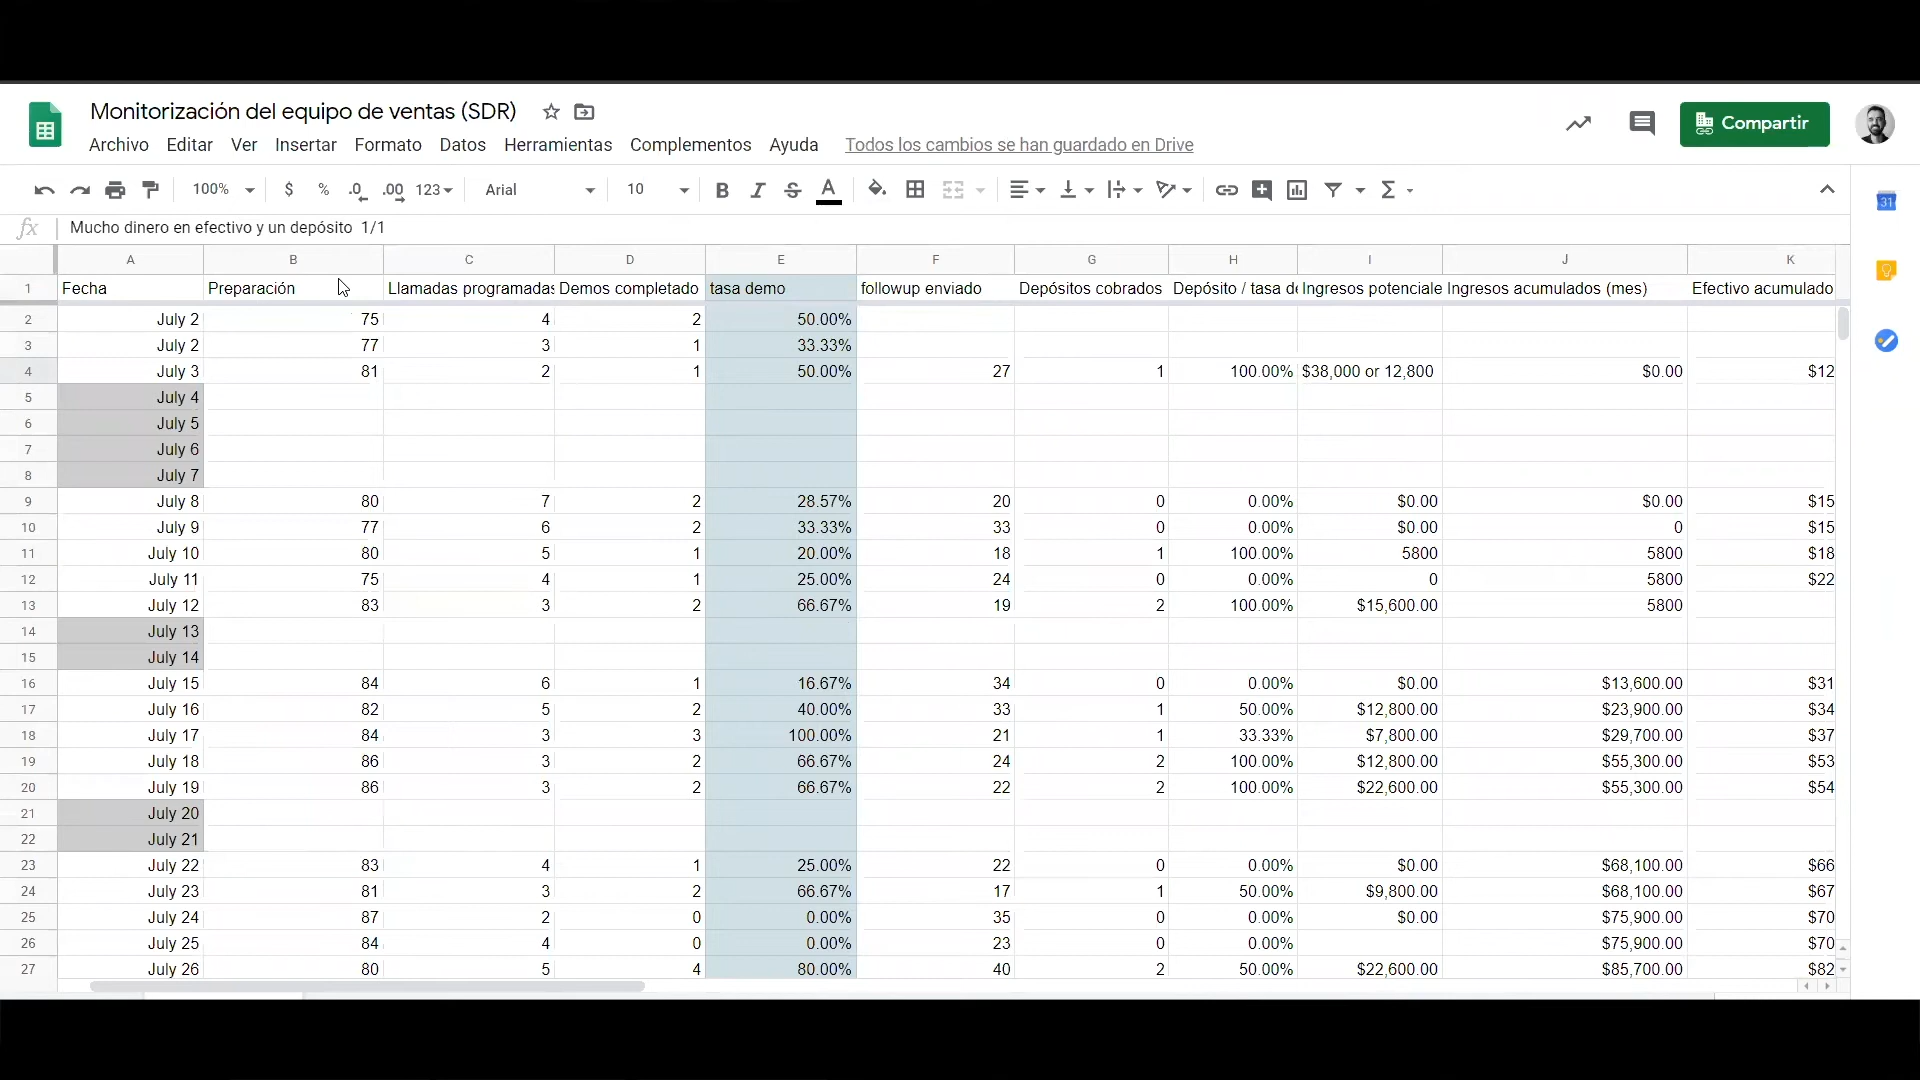 Monitorización del equipo de ventas (SDR)
Archivo Editar Ver Insertar Formato Datos Herramientas Complementos Ayuda Todos los cambios se han guardado en Drive
Compartir
100% $ % .0 .00 123 Arial 10 B I S A Σ
31
fx Mucho dinero en efectivo y un depósito 1/1
A B C D E F G H I J K
1 Fecha Preparación Llamadas programadas Demos completado tasa demo followup enviado Depósitos cobrados Depósito / tasa de Ingresos potenciale Ingresos acumulados (mes) Efectivo acumulado
2 July 2 75 4 2 50.00%
3 July 2 77 3 1 33.33%
4 July 3 81 2 1 50.00% 27 1 100.00% $38,000 or 12,800 $0.00 $12
5 July 4
6 July 5
7 July 6
8 July 7
9 July 8 80 7 2 28.57% 20 0 0.00% $0.00 $0.00 $15
10 July 9 77 6 2 33.33% 33 0 0.00% $0.00 0 $15
11 July 10 80 5 1 20.00% 18 1 100.00% 5800 5800 $18
12 July 11 75 4 1 25.00% 24 0 0.00% 0 5800 $22
13 July 12 83 3 2 66.67% 19 2 100.00% $15,600.00 5800
14 July 13
15 July 14
16 July 15 84 6 1 16.67% 34 0 0.00% $0.00 $13,600.00 $31
17 July 16 82 5 2 40.00% 33 1 50.00% $12,800.00 $23,900.00 $34
18 July 17 84 3 3 100.00% 21 1 33.33% $7,800.00 $29,700.00 $37
19 July 18 86 3 2 66.67% 24 2 100.00% $12,800.00 $55,300.00 $53
20 July 19 86 3 2 66.67% 22 2 100.00% $22,600.00 $55,300.00 $54
21 July 20
22 July 21
23 July 22 83 4 1 25.00% 22 0 0.00% $0.00 $68,100.00 $66
24 July 23 81 3 2 66.67% 17 1 50.00% $9,800.00 $68,100.00 $67
25 July 24 87 2 0 0.00% 35 0 0.00% $0.00 $75,900.00 $70
26 July 25 84 4 0 0.00% 23 0 0.00% $75,900.00 $70
27 July 26 80 5 4 80.00% 40 2 50.00% $22,600.00 $85,700.00 $82